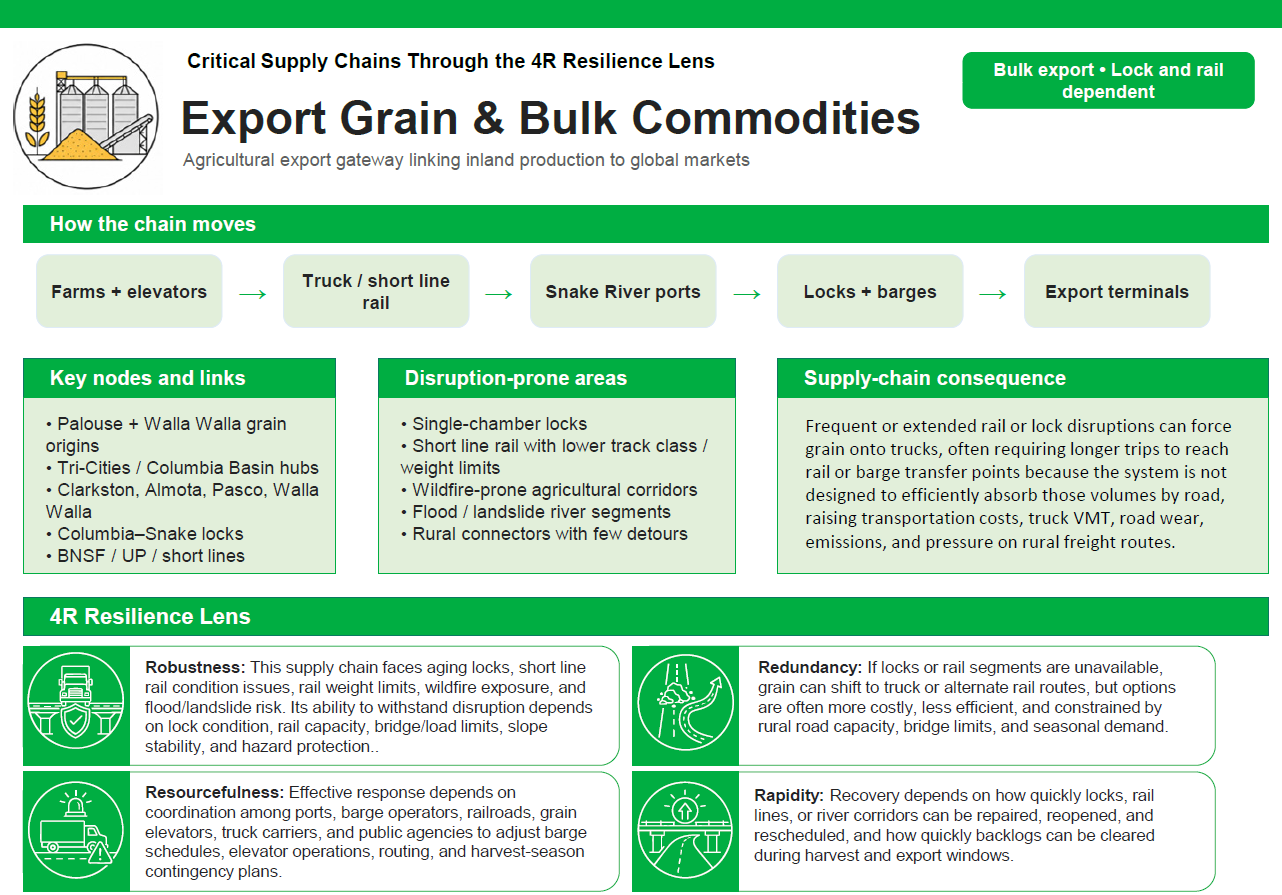 Critical Supply Chains Through the 4R Resilience Lens
Bulk export • Lock and rail
dependent
Export Grain & Bulk Commodities
Agricultural export gateway linking inland production to global markets
How the chain moves
Farms + elevators
→
Truck / short line
rail
→
Snake River ports
→
Locks + barges
→
Export terminals
Key nodes and links
• Palouse + Walla Walla grain
origins
• Tri-Cities / Columbia Basin hubs
• Clarkston, Almota, Pasco, Walla
Walla
• Columbia–Snake locks
• BNSF / UP / short lines
Disruption-prone areas
• Single-chamber locks
• Short line rail with lower track class /
weight limits
• Wildfire-prone agricultural corridors
• Flood / landslide river segments
• Rural connectors with few detours
Supply-chain consequence
Frequent or extended rail or lock disruptions can force
grain onto trucks, often requiring longer trips to reach
rail or barge transfer points because the system is not
designed to efficiently absorb those volumes by road,
raising transportation costs, truck VMT, road wear,
emissions, and pressure on rural freight routes.
4R Resilience Lens
Robustness: This supply chain faces aging locks, short line
rail condition issues, rail weight limits, wildfire exposure, and
flood/landslide risk. Its ability to withstand disruption depends
on lock condition, rail capacity, bridge/load limits, slope
stability, and hazard protection..
Redundancy: If locks or rail segments are unavailable,
grain can shift to truck or alternate rail routes, but options
are often more costly, less efficient, and constrained by
rural road capacity, bridge limits, and seasonal demand.
Resourcefulness: Effective response depends on
coordination among ports, barge operators, railroads, grain
elevators, truck carriers, and public agencies to adjust barge
schedules, elevator operations, routing, and harvest-season
contingency plans.
Rapidity: Recovery depends on how quickly locks, rail
lines, or river corridors can be repaired, reopened, and
rescheduled, and how quickly backlogs can be cleared
during harvest and export windows.